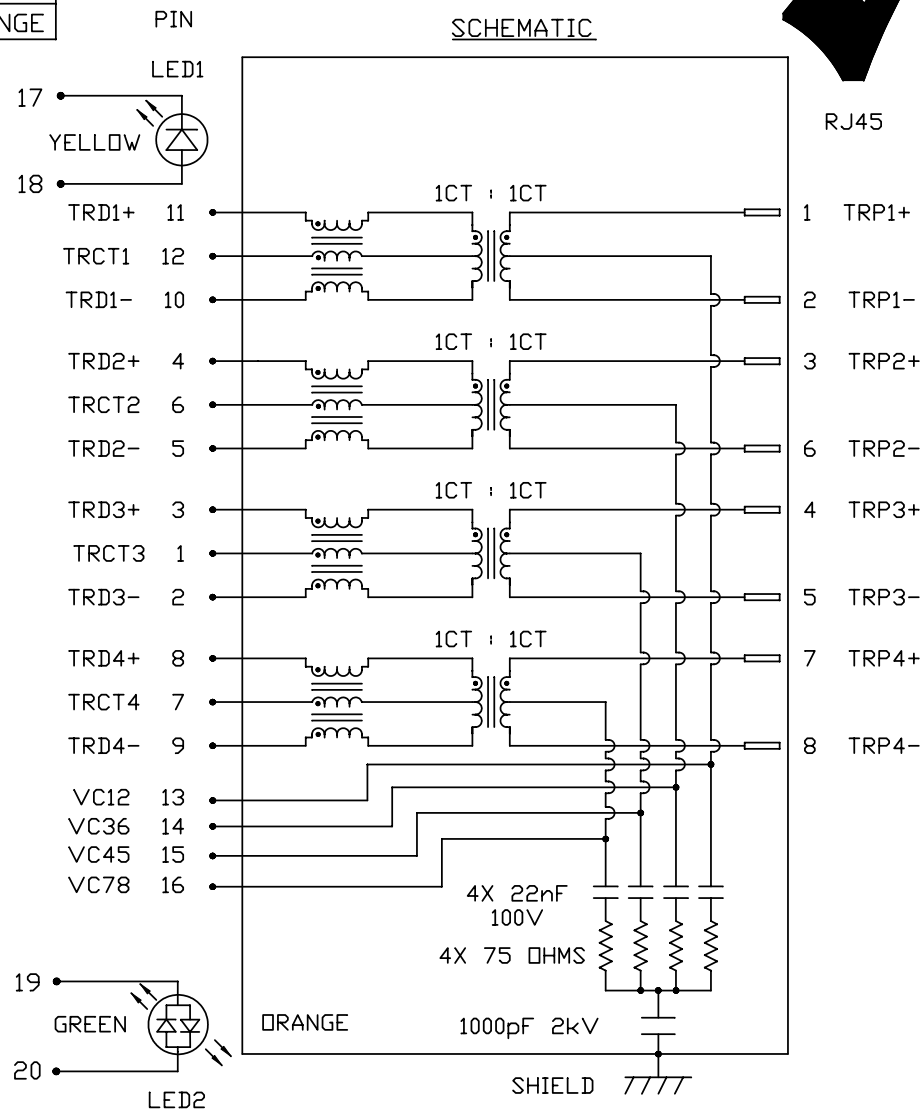 NGE
PIN
SCHEMATIC
LED1
17
YELLOW
18
RJ45
1CT : 1CT
TRD1+ 11
1 TRP1+
TRCT1 12
TRD1- 10
2 TRP1-
1CT : 1CT
TRD2+ 4
3 TRP2+
TRCT2 6
TRD2- 5
6 TRP2-
1CT : 1CT
TRD3+ 3
4 TRP3+
TRCT3 1
TRD3- 2
5 TRP3-
1CT : 1CT
TRD4+ 8
7 TRP4+
TRCT4 7
TRD4- 9
8 TRP4-
VC12 13
VC36 14
VC45 15
VC78 16
4X 22nF
100V
4X 75 OHMS
19
GREEN
ORANGE
1000pF 2kV
20
SHIELD
LED2